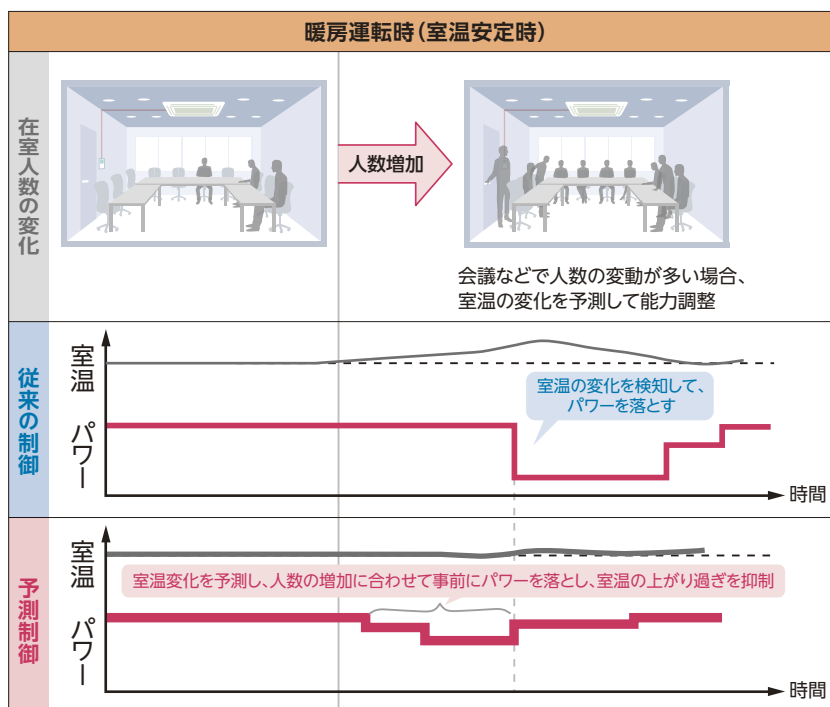 暖房運転時(室温安定時)
在室人数の変化
人数増加
会議などで人数の変動が多い場合、
室温の変化を予測して能力調整
従来の制御
室温
パワー
室温の変化を検知して、
パワーを落とす
時間
予測制御
室温
室温変化を予測し、人数の増加に合わせて事前にパワーを落とし、室温の上がり過ぎを抑制
パワー
時間